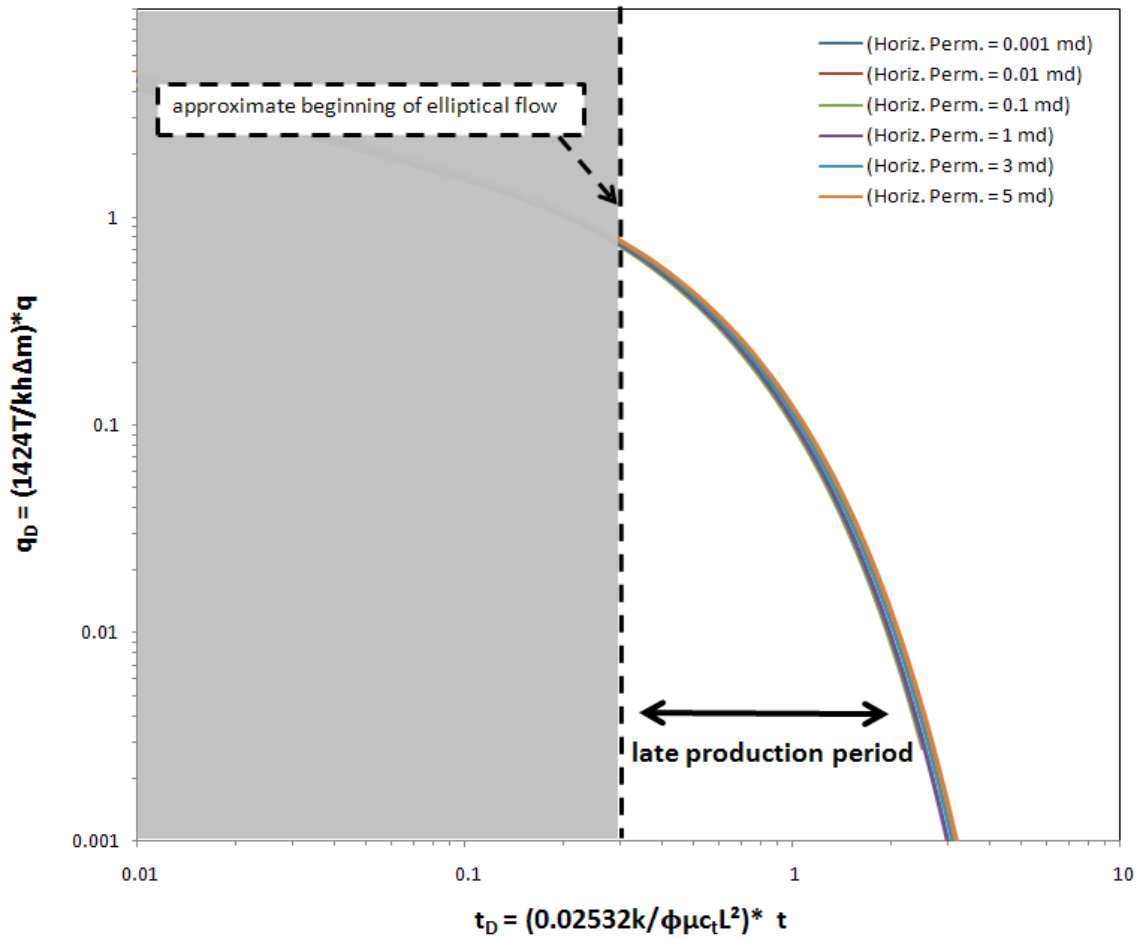 (Horiz. Perm. = 0.001 md)
(Horiz. Perm. = 0.01 md)
(Horiz. Perm. = 0.1 md)
(Horiz. Perm. = 1 md)
(Horiz. Perm. = 3 md)
(Horiz. Perm. = 5 md)
approximate beginning of elliptical flow
1
0.1
0.01
0.001
qD = (1424T/khΔm)*q
late production period
0.01
0.1
1
10
tD = (0.02532k/ϕμctL²)* t